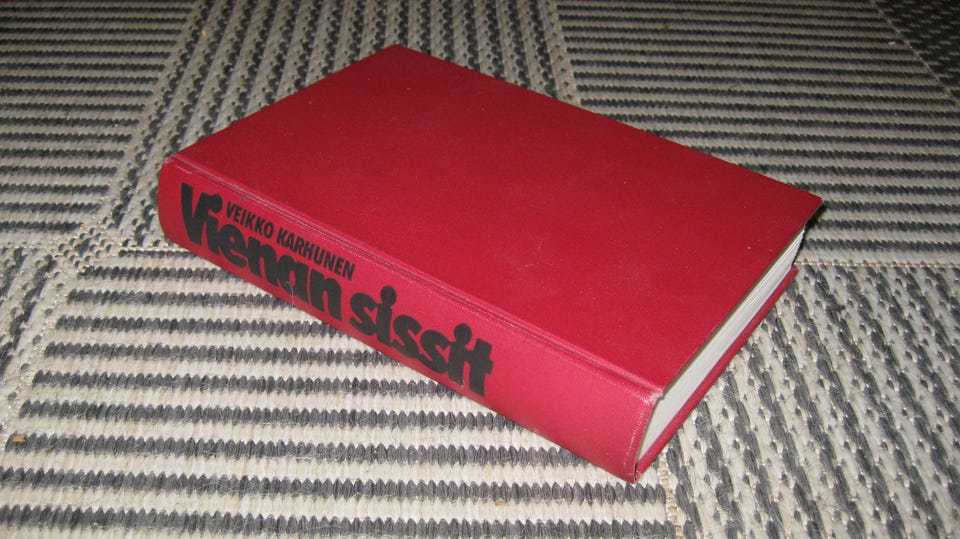 VEIKKO KARHUNEN
Vienan sissit